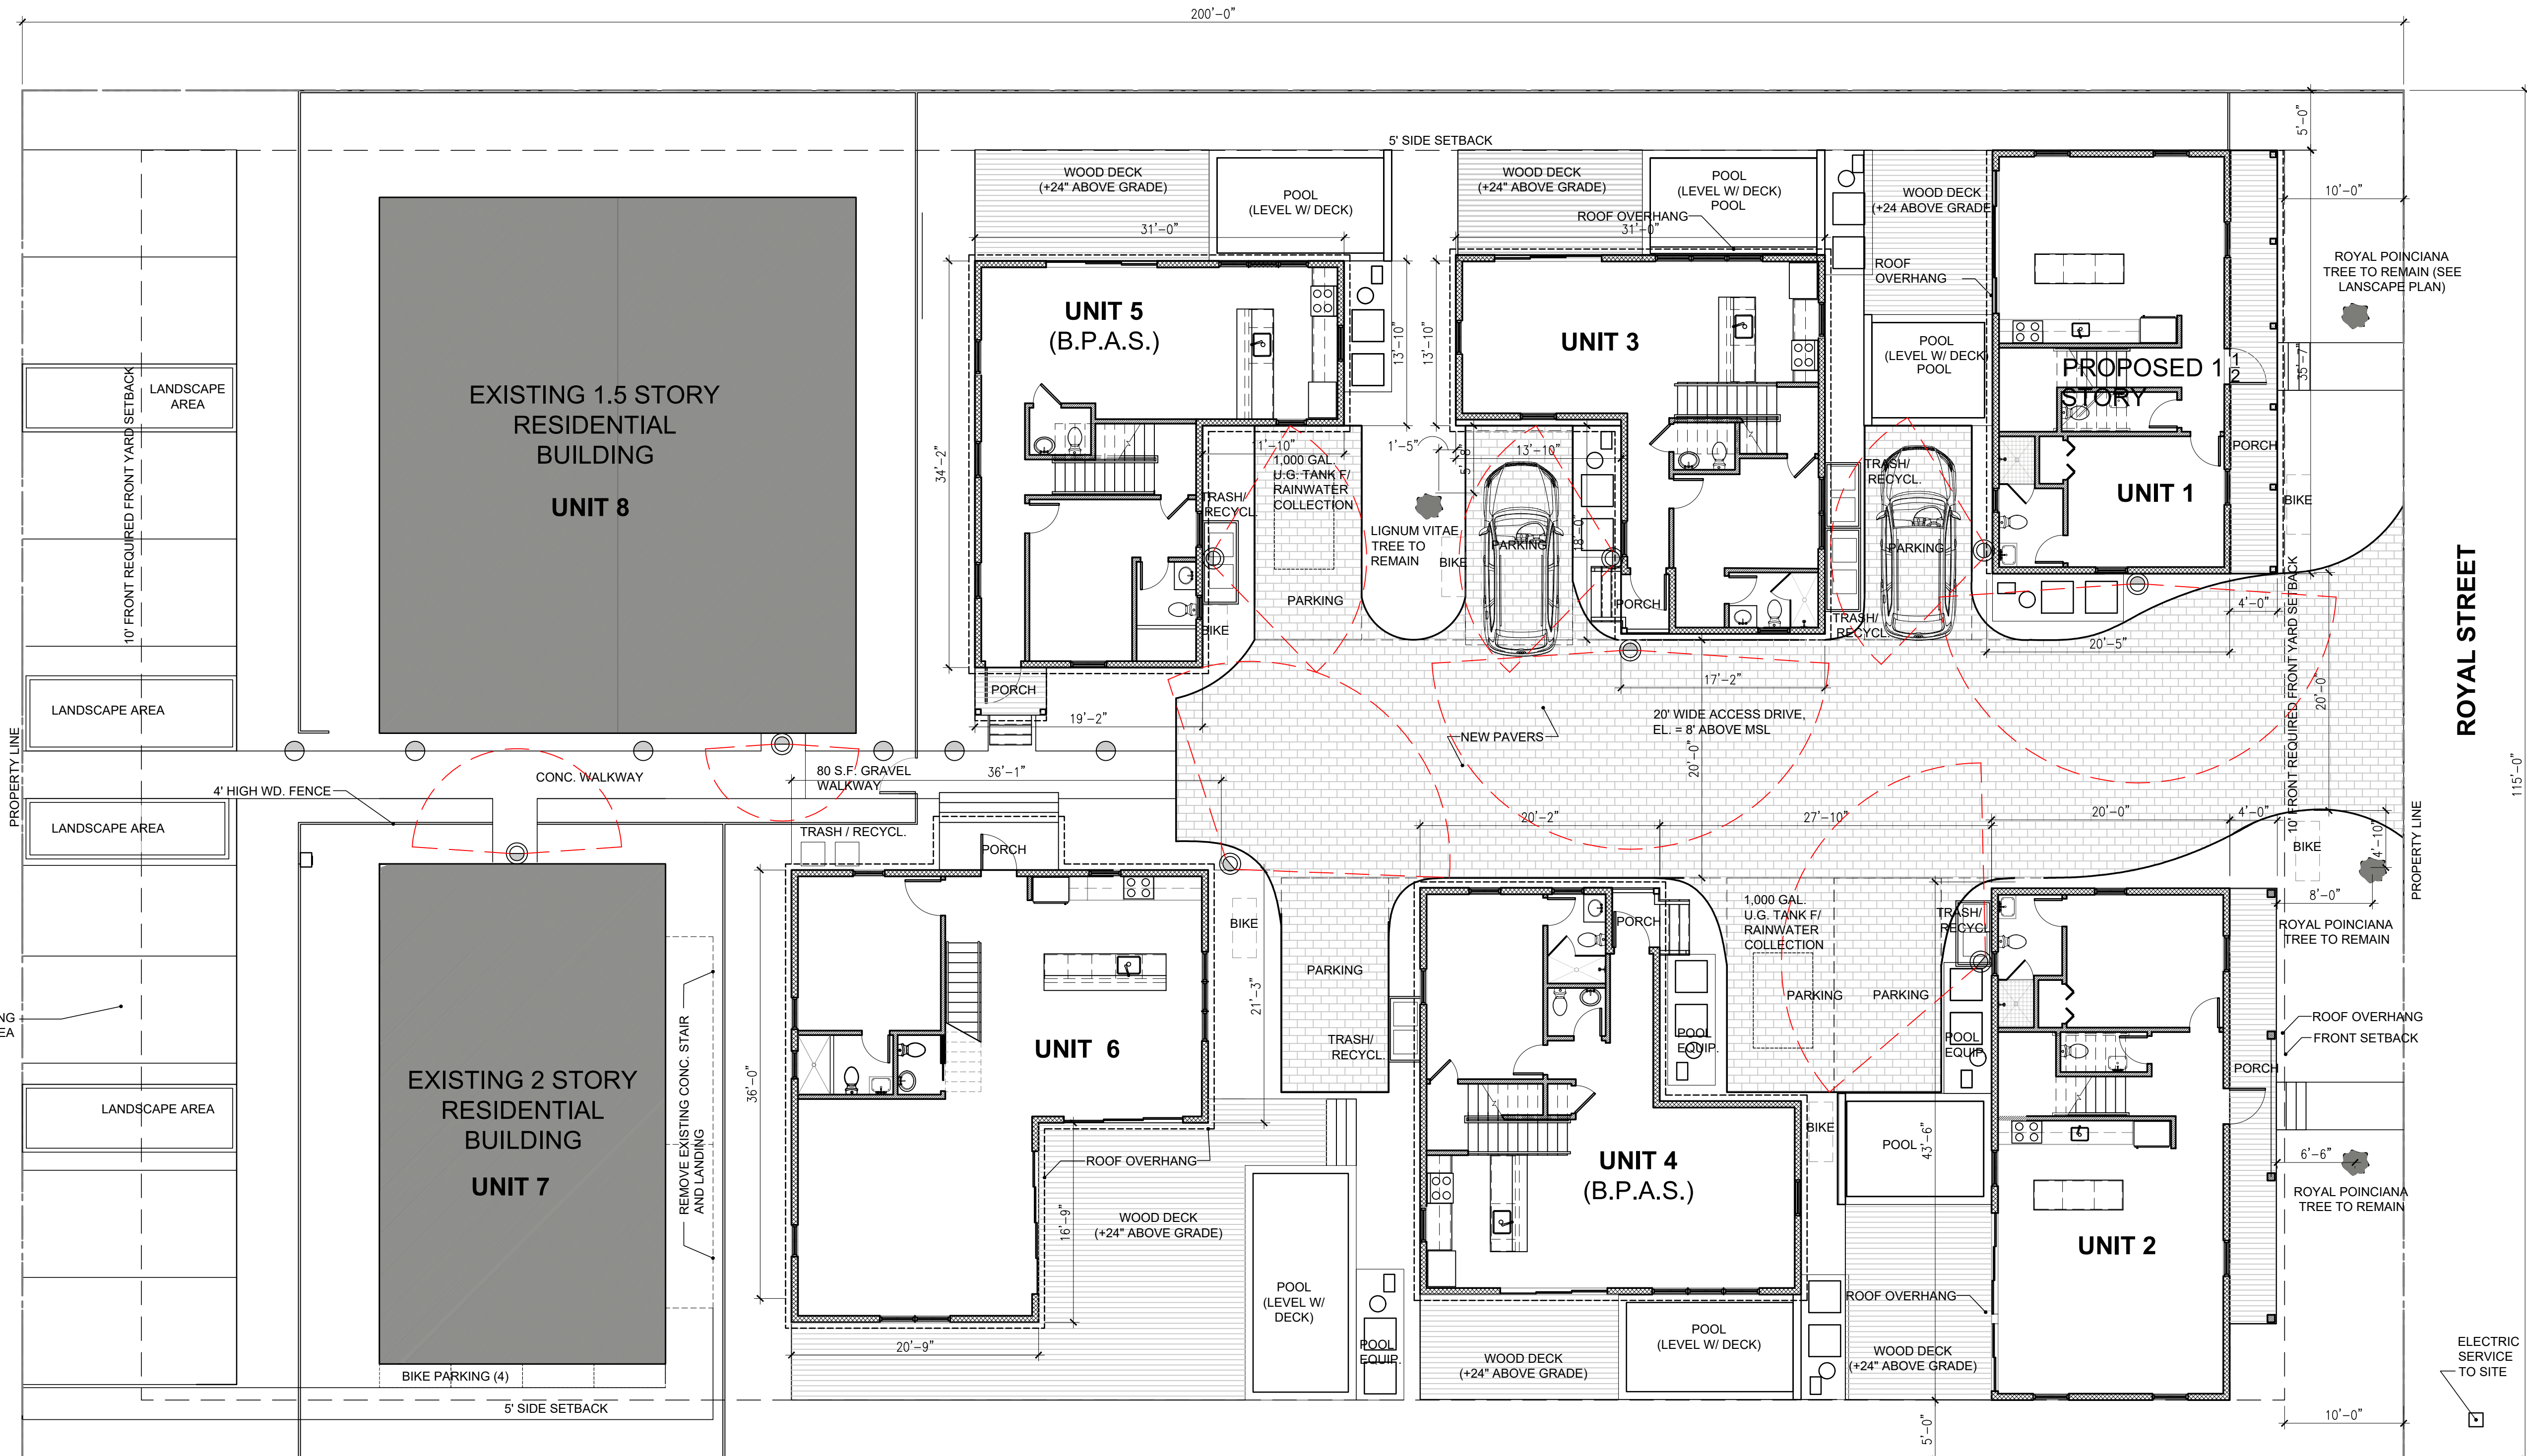 200'-0"
5' SIDE SETBACK
5'-0"
10'-0"
WOOD DECK
(+24" ABOVE GRADE)
POOL
(LEVEL W/ DECK)
31'-0"
WOOD DECK
(+24" ABOVE GRADE)
POOL
(LEVEL W/ DECK)
POOL
ROOF OVERHANG
31'-0"
WOOD DECK
(+24 ABOVE GRADE
ROOF
OVERHANG
POOL
(LEVEL W/ DECK)
POOL
ROYAL POINCIANA
TREE TO REMAIN (SEE
LANSCAPE PLAN)
UNIT 5
(B.P.A.S.)
34'-2"
13'-10"
13'-10"
UNIT 3
PROPOSED 1 1/2
STORY
35'-7"
PORCH
UNIT 1
BIKE
LANDSCAPE
AREA
10' FRONT REQUIRED FRONT YARD SETBACK
EXISTING 1.5 STORY
RESIDENTIAL
BUILDING
UNIT 8
11'-10"
1,000 GAL.
U.G. TANK F/
RAINWATER
COLLECTION
TRASH/
RECYCL.
PARKING
BIKE
1'-5"
5'-8"
13'-10"
LIGNUM VITAE
TREE TO
REMAIN
BIKE
PARKING
18'-0"
PORCH
TRASH/
RECYCL.
PARKING
TRASH/
RECYCL.
4'-0"
20'-5"
17'-2"
10' FRONT REQUIRED FRONT YARD SETBACK
20'-0"
ROYAL STREET
115'-0"
PORCH
19'-2"
LANDSCAPE AREA
PROPERTY LINE
NEW PAVERS
20' WIDE ACCESS DRIVE,
EL. = 8' ABOVE MSL
20'-0"
CONC. WALKWAY
4' HIGH WD. FENCE
80 S.F. GRAVEL
WALKWAY
36'-1"
LANDSCAPE AREA
TRASH / RECYCL.
PORCH
20'-2"
27'-10"
20'-0"
4'-0"
4'-10"
BIKE
PROPERTY LINE
8'-0"
ROYAL POINCIANA
TREE TO REMAIN
BIKE
PARKING
21'-3"
TRASH/
RECYCL.
PORCH
1,000 GAL.
U.G. TANK F/
RAINWATER
COLLECTION
PARKING
PARKING
TRASH/
RECYCL
POOL
EQUIP.
POOL
EQUIP
ROOF OVERHANG
FRONT SETBACK
PORCH
UNIT 6
36'-0"
REMOVE EXISTING CONC. STAIR
AND LANDING
EXISTING 2 STORY
RESIDENTIAL
BUILDING
UNIT 7
NG
EA
LANDSCAPE AREA
ROOF OVERHANG
16'-9"
WOOD DECK
(+24" ABOVE GRADE)
UNIT 4
(B.P.A.S.)
BIKE
POOL
43'-6"
6'-6"
ROYAL POINCIANA
TREE TO REMAIN
UNIT 2
POOL
(LEVEL W/
DECK)
POOL
EQUIP.
20'-9"
WOOD DECK
(+24" ABOVE GRADE)
POOL
(LEVEL W/ DECK)
ROOF OVERHANG
WOOD DECK
(+24" ABOVE GRADE)
ELECTRIC
SERVICE
TO SITE
BIKE PARKING (4)
5' SIDE SETBACK
5'-0"
10'-0"